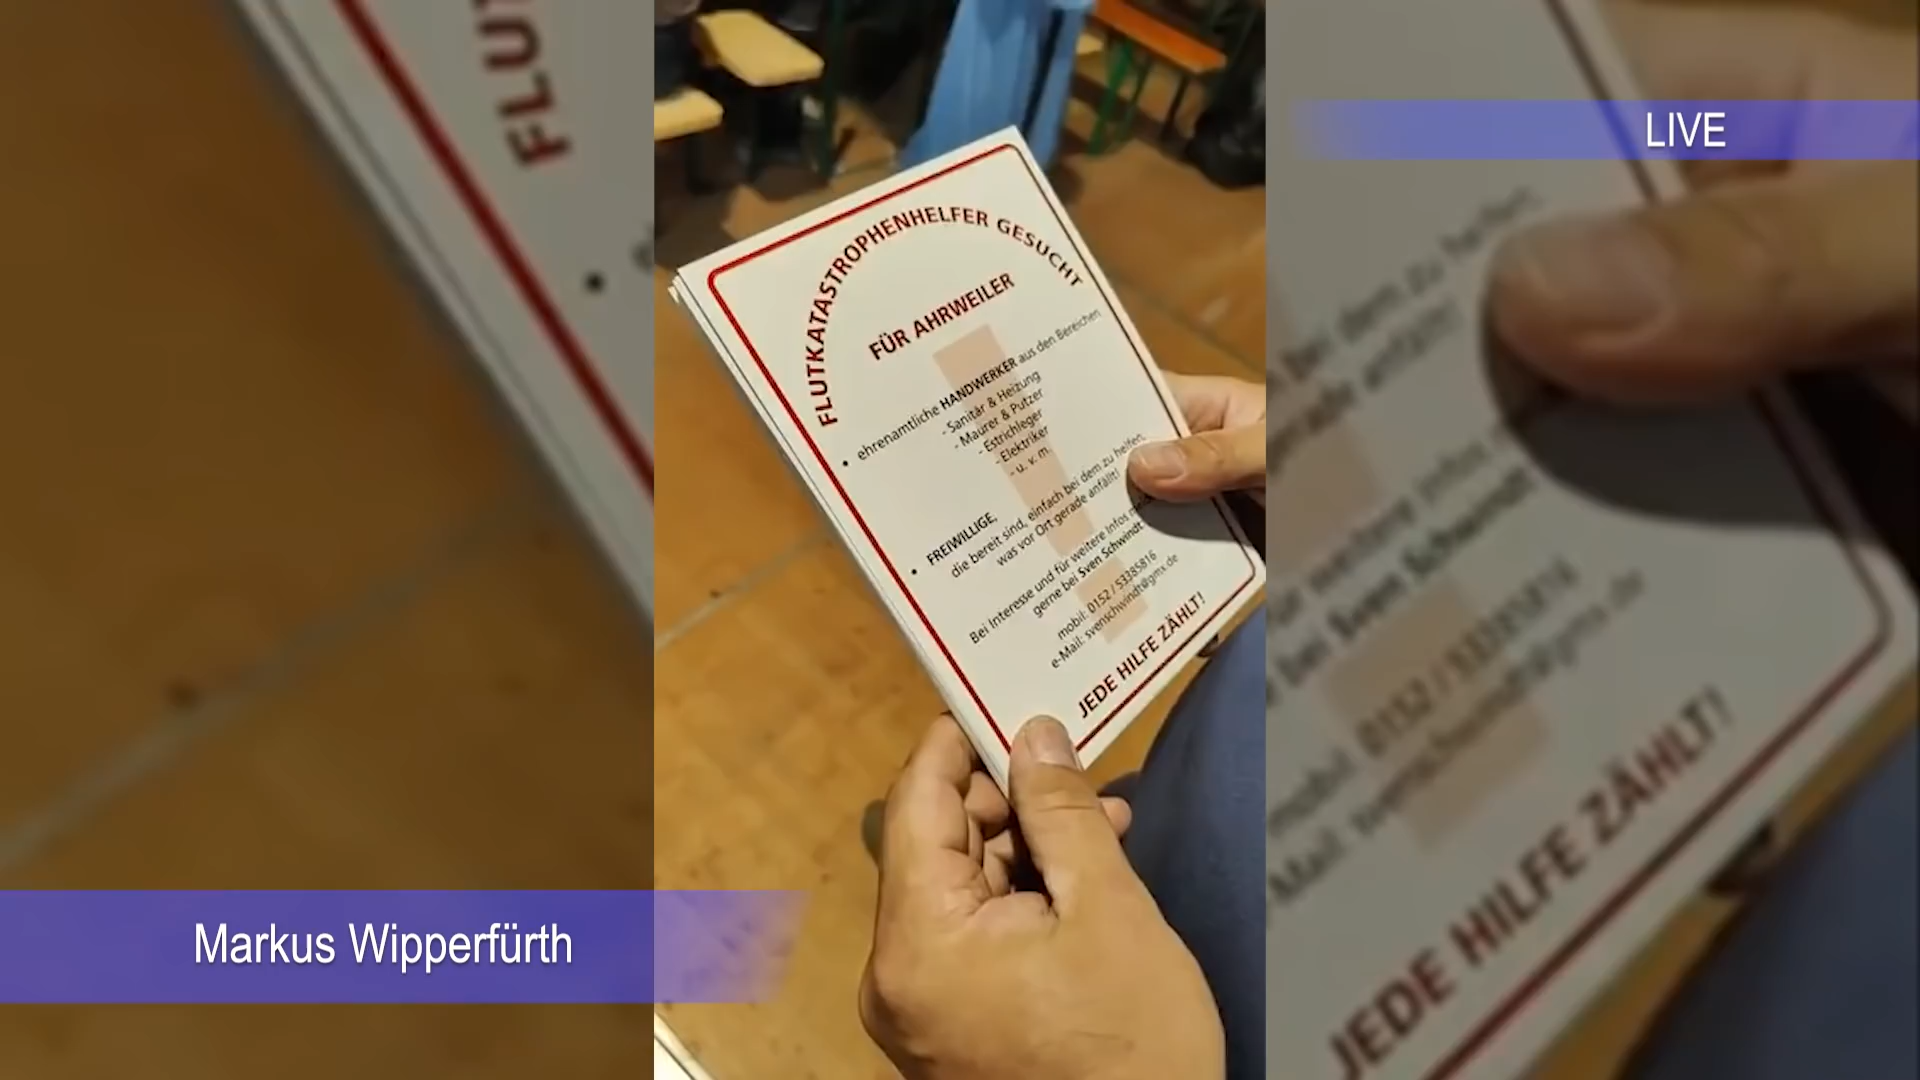 LIVE
FLUTKATASTROPHENHELFER GESUCHT
FÜR AHRWEILER
• ehrenamtliche HANDWERKER aus den Bereichen
- Sanitär & Heizung
- Maurer & Putzer
- Estrichleger
- Elektriker
- u. v. m.
• FREIWILLIGE,
die bereit sind, einfach bei dem zu helfen,
was vor Ort gerade anfällt!
Bei Interesse und für weitere Infos
gerne bei Sven Schwindt
mobil: 0152 / 53385816
e-Mail: svenschwindt@gmx.de
JEDE HILFE ZÄHLT!
Markus Wipperfürth